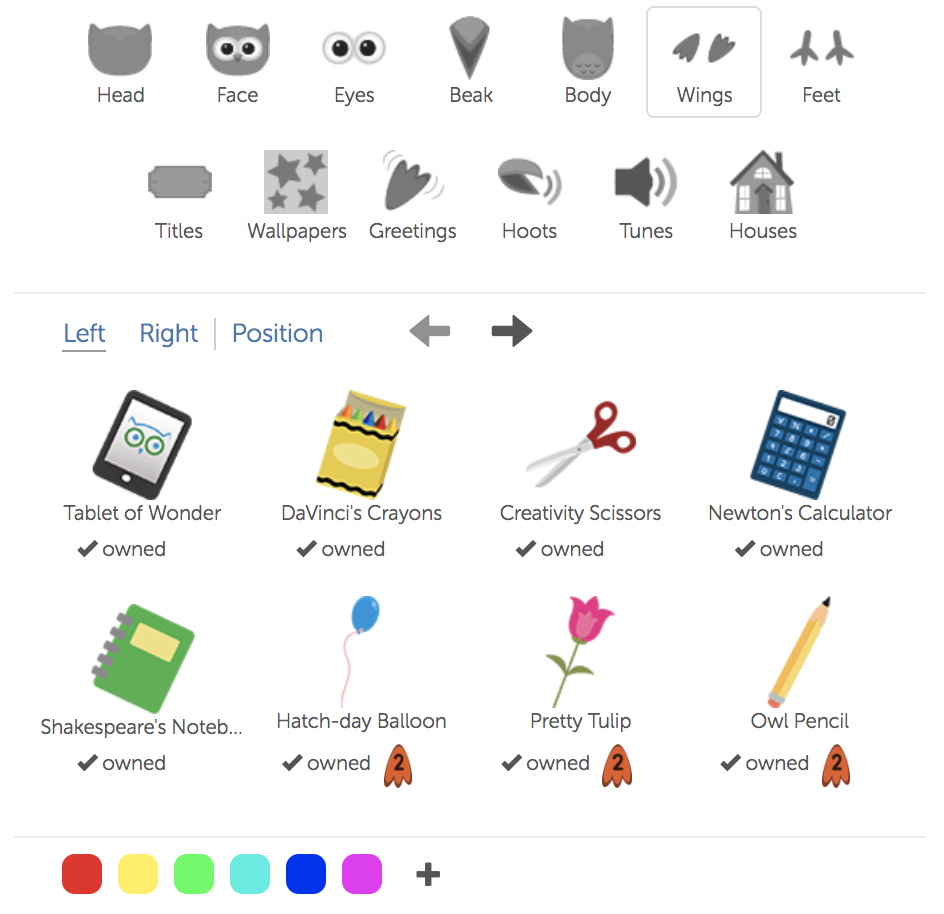 Head Face Eyes Beak Body Wings Feet
Titles Wallpapers Greetings Hoots Tunes Houses
Left Right Position
Tablet of Wonder DaVinci's Crayons Creativity Scissors Newton's Calculator
owned owned owned owned
Shakespeare's Noteb... Hatch-day Balloon Pretty Tulip Owl Pencil
owned owned 2 owned 2 owned 2